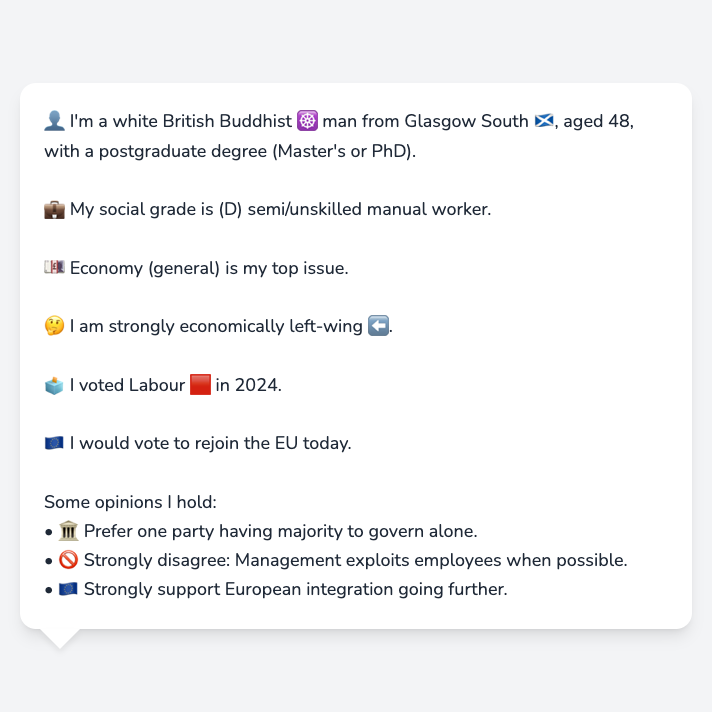 👤 I'm a white British Buddhist ☸️ man from Glasgow South 🏴󠁧󠁢󠁳󠁣󠁴󠁿, aged 48,
with a postgraduate degree (Master's or PhD).
💼 My social grade is (D) semi/unskilled manual worker.
💷 Economy (general) is my top issue.
🤔 I am strongly economically left-wing ⬅️.
🗳️ I voted Labour 🟥 in 2024.
🇪🇺 I would vote to rejoin the EU today.
Some opinions I hold:
• 🏛️ Prefer one party having majority to govern alone.
• 🚫 Strongly disagree: Management exploits employees when possible.
• 🇪🇺 Strongly support European integration going further.